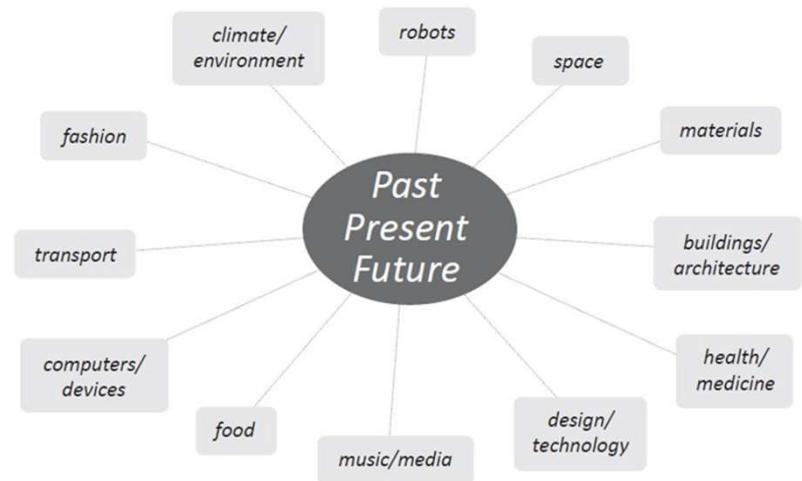 Past
Present
Future
robots
space
materials
buildings/
architecture
health/
medicine
design/
technology
music/media
food
computers/
devices
transport
fashion
climate/
environment